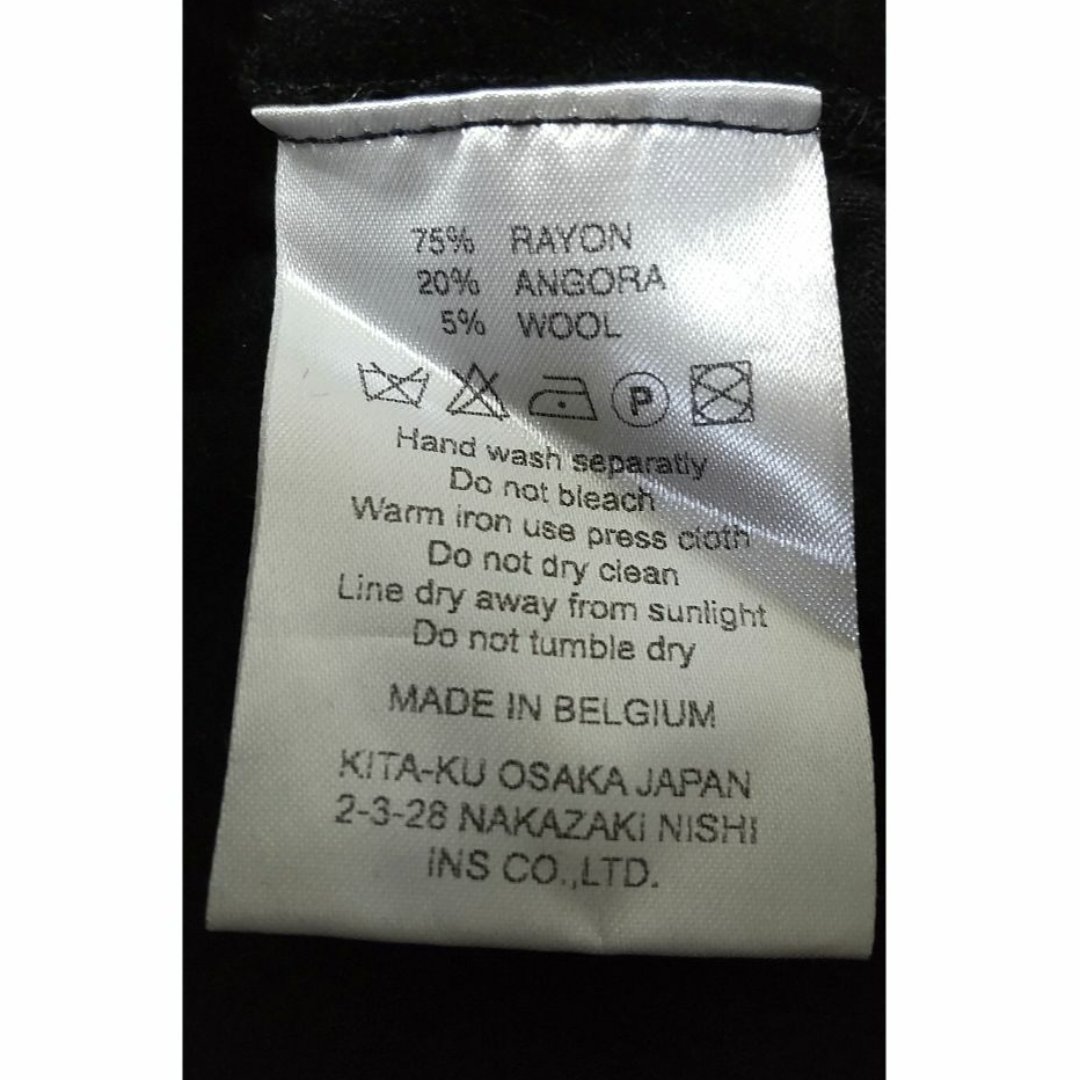 75% RAYON
20% ANGORA
5% WOOL
P
Hand wash separatly
Do not bleach
Warm iron use press cloth
Do not dry clean
Line dry away from sunlight
Do not tumble dry
MADE IN BELGIUM
KITA-KU OSAKA JAPAN
2-3-28 NAKAZAKi NISHI
iNS CO.,LTD.